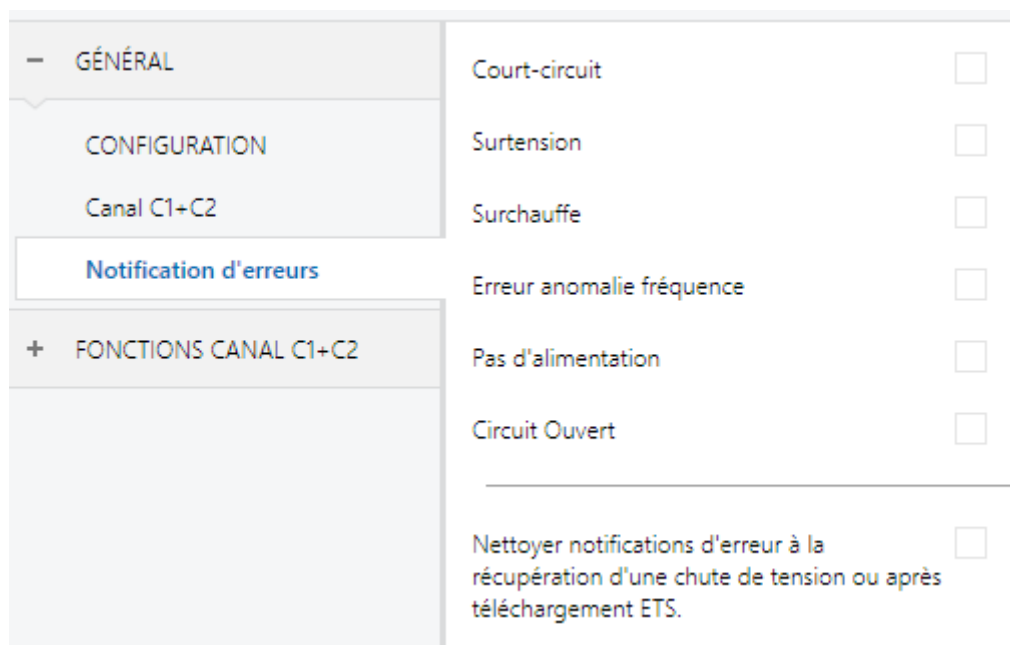 GÉNÉRAL
CONFIGURATION
Canal C1+C2
Notification d'erreurs
FONCTIONS CANAL C1+C2
Court-circuit
Surtension
Surchauffe
Erreur anomalie fréquence
Pas d'alimentation
Circuit Ouvert
Nettoyer notifications d'erreur à la
récupération d'une chute de tension ou après
téléchargement ETS.